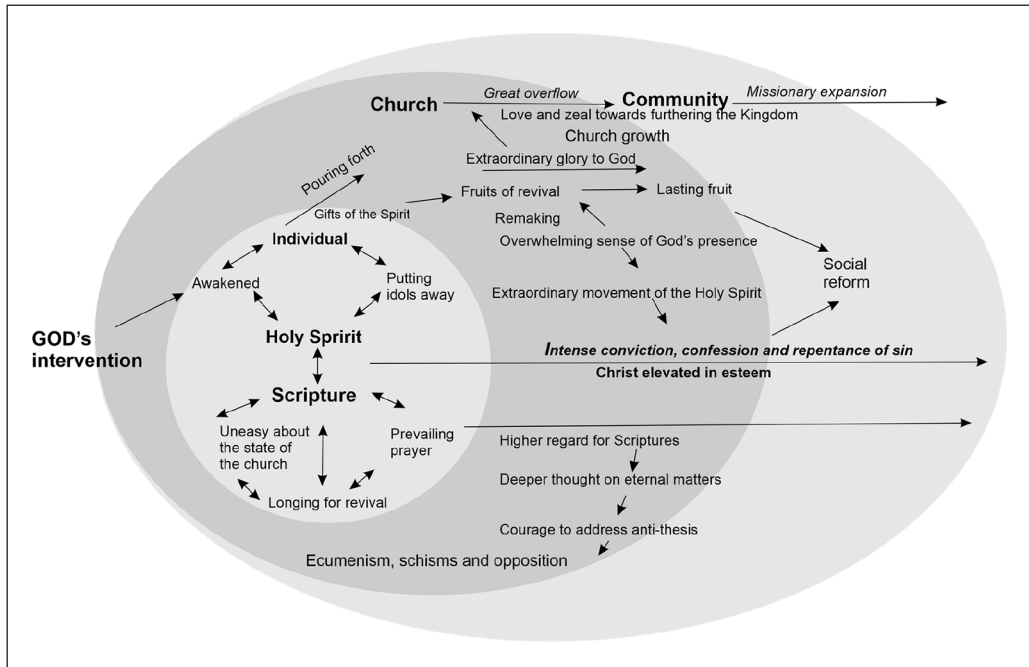 Church
Great overflow
Community
Missionary expansion
Love and zeal towards furthering the Kingdom
Church growth
Extraordinary glory to God
Pouring forth
Fruits of revival
Lasting fruit
Gifts of the Spirit
Remaking
Individual
Overwhelming sense of God’s presence
Awakened
Putting
idols away
Social
reform
Extraordinary movement of the Holy Spirit
GOD’s
intervention
Holy Spririt
Intense conviction, confession and repentance of sin
Christ elevated in esteem
Scripture
Uneasy about
the state of
the church
Prevailing
prayer
Higher regard for Scriptures
Deeper thought on eternal matters
Longing for revival
Courage to address anti-thesis
Ecumenism, schisms and opposition